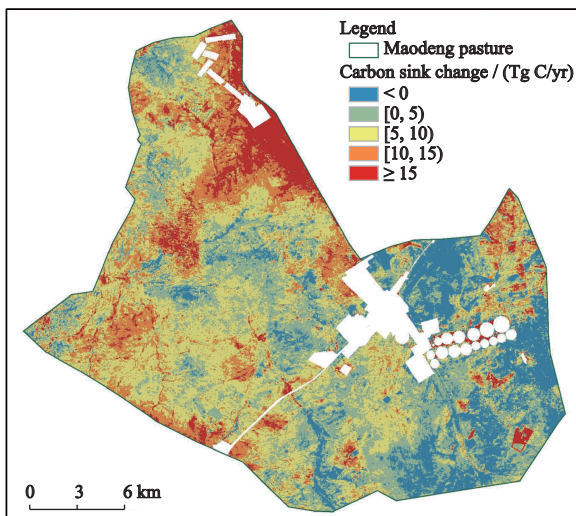 Legend
Maodeng pasture
Carbon sink change / (Tg C/yr)
< 0
[0, 5)
[5, 10)
[10, 15)
≥ 15
0 3 6 km